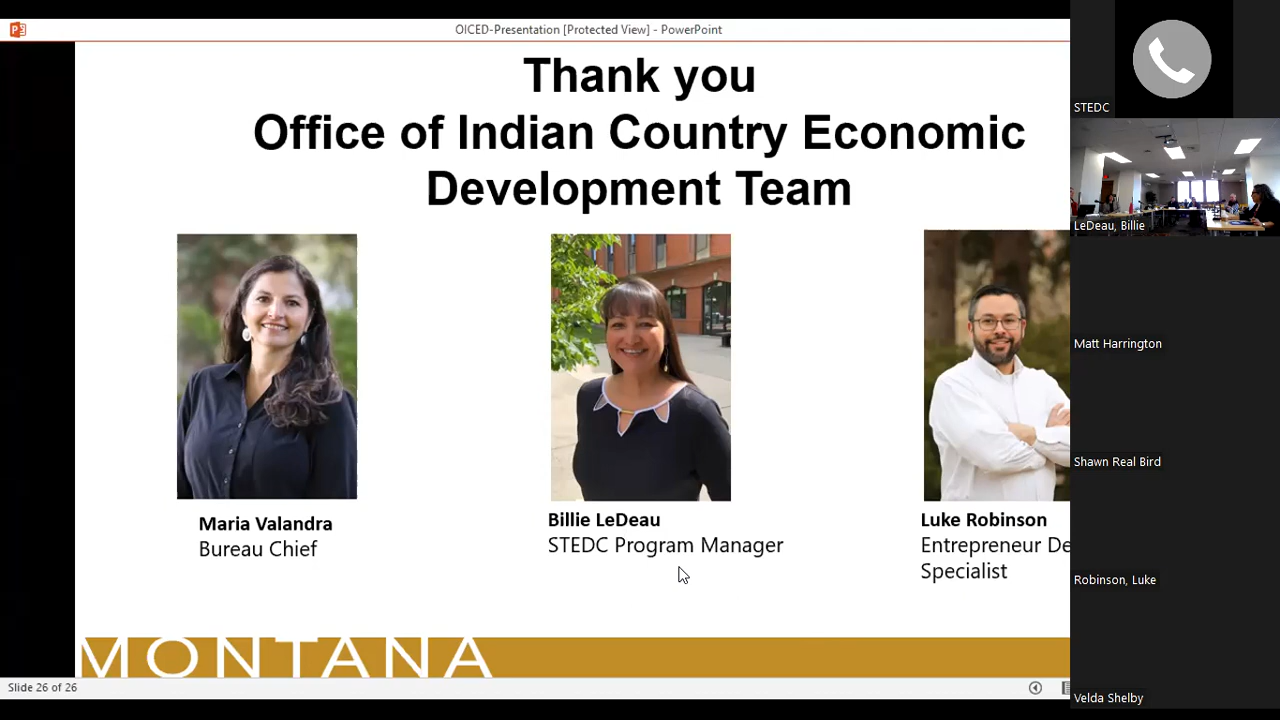 OICED-Presentation [Protected View] - PowerPoint
Thank you
Office of Indian Country Economic
Development Team
Maria Valandra
Bureau Chief
Billie LeDeau
STEDC Program Manager
Luke Robinson
Entrepreneur De
Specialist
MONTANA
Slide 26 of 26
STEDC
LeDeau, Billie
Matt Harrington
Shawn Real Bird
Robinson, Luke
Velda Shelby